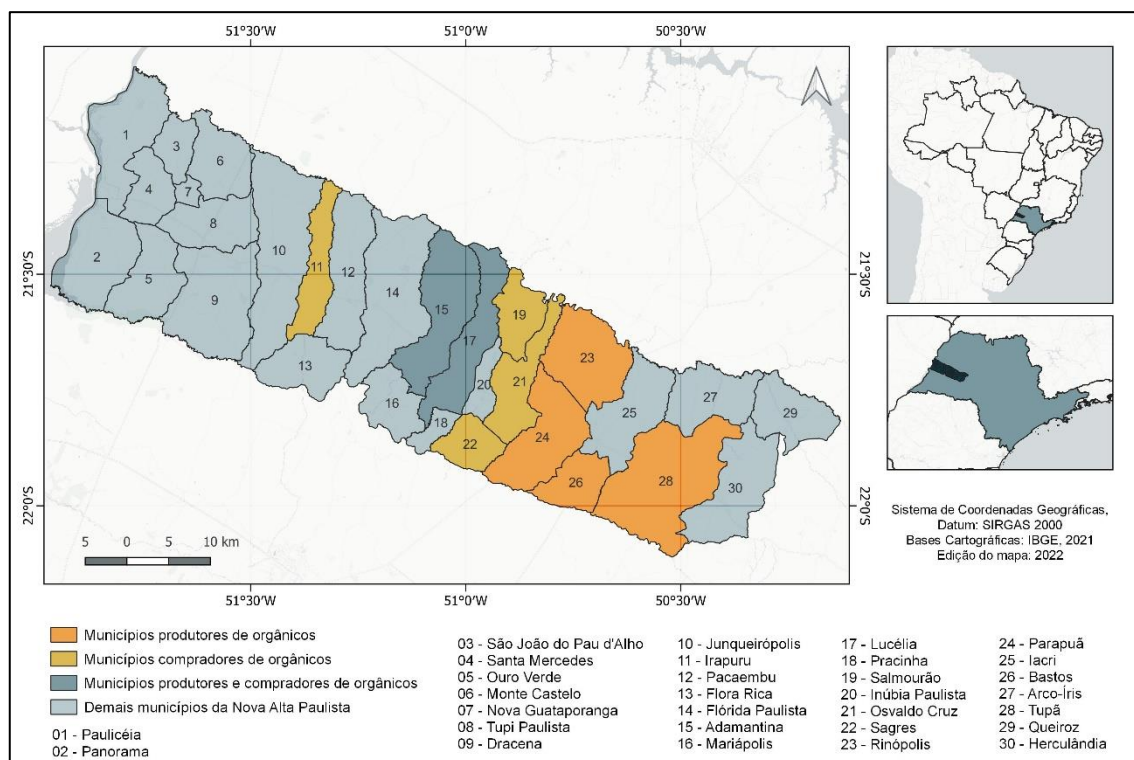 51°30'W 51°0'W 50°30'W
1
3
6
4
7
8
2
5
9
10
11
12
14
13
15
17
16
18
19
20
21
22
23
24
25
26
27
28
29
30
21°30'S 21°30'S
22°0'S 22°0'S
5 0 5 10 km
51°30'W 51°0'W 50°30'W
Sistema de Coordenadas Geográficas,
Datum: SIRGAS 2000
Bases Cartográficas: IBGE, 2021
Edição do mapa: 2022
Municípios produtores de orgânicos
Municípios compradores de orgânicos
Municípios produtores e compradores de orgânicos
Demais municípios da Nova Alta Paulista
01 - Paulicéia
02 - Panorama
03 - São João do Pau d'Alho
04 - Santa Mercedes
05 - Ouro Verde
06 - Monte Castelo
07 - Nova Guataporanga
08 - Tupi Paulista
09 - Dracena
10 - Junqueirópolis
11 - Irapuru
12 - Pacaembu
13 - Flora Rica
14 - Flórida Paulista
15 - Adamantina
16 - Mariápolis
17 - Lucélia
18 - Pracinha
19 - Salmourão
20 - Inúbia Paulista
21 - Osvaldo Cruz
22 - Sagres
23 - Rinópolis
24 - Parapuã
25 - Iacri
26 - Bastos
27 - Arco-Íris
28 - Tupã
29 - Queiroz
30 - Herculândia